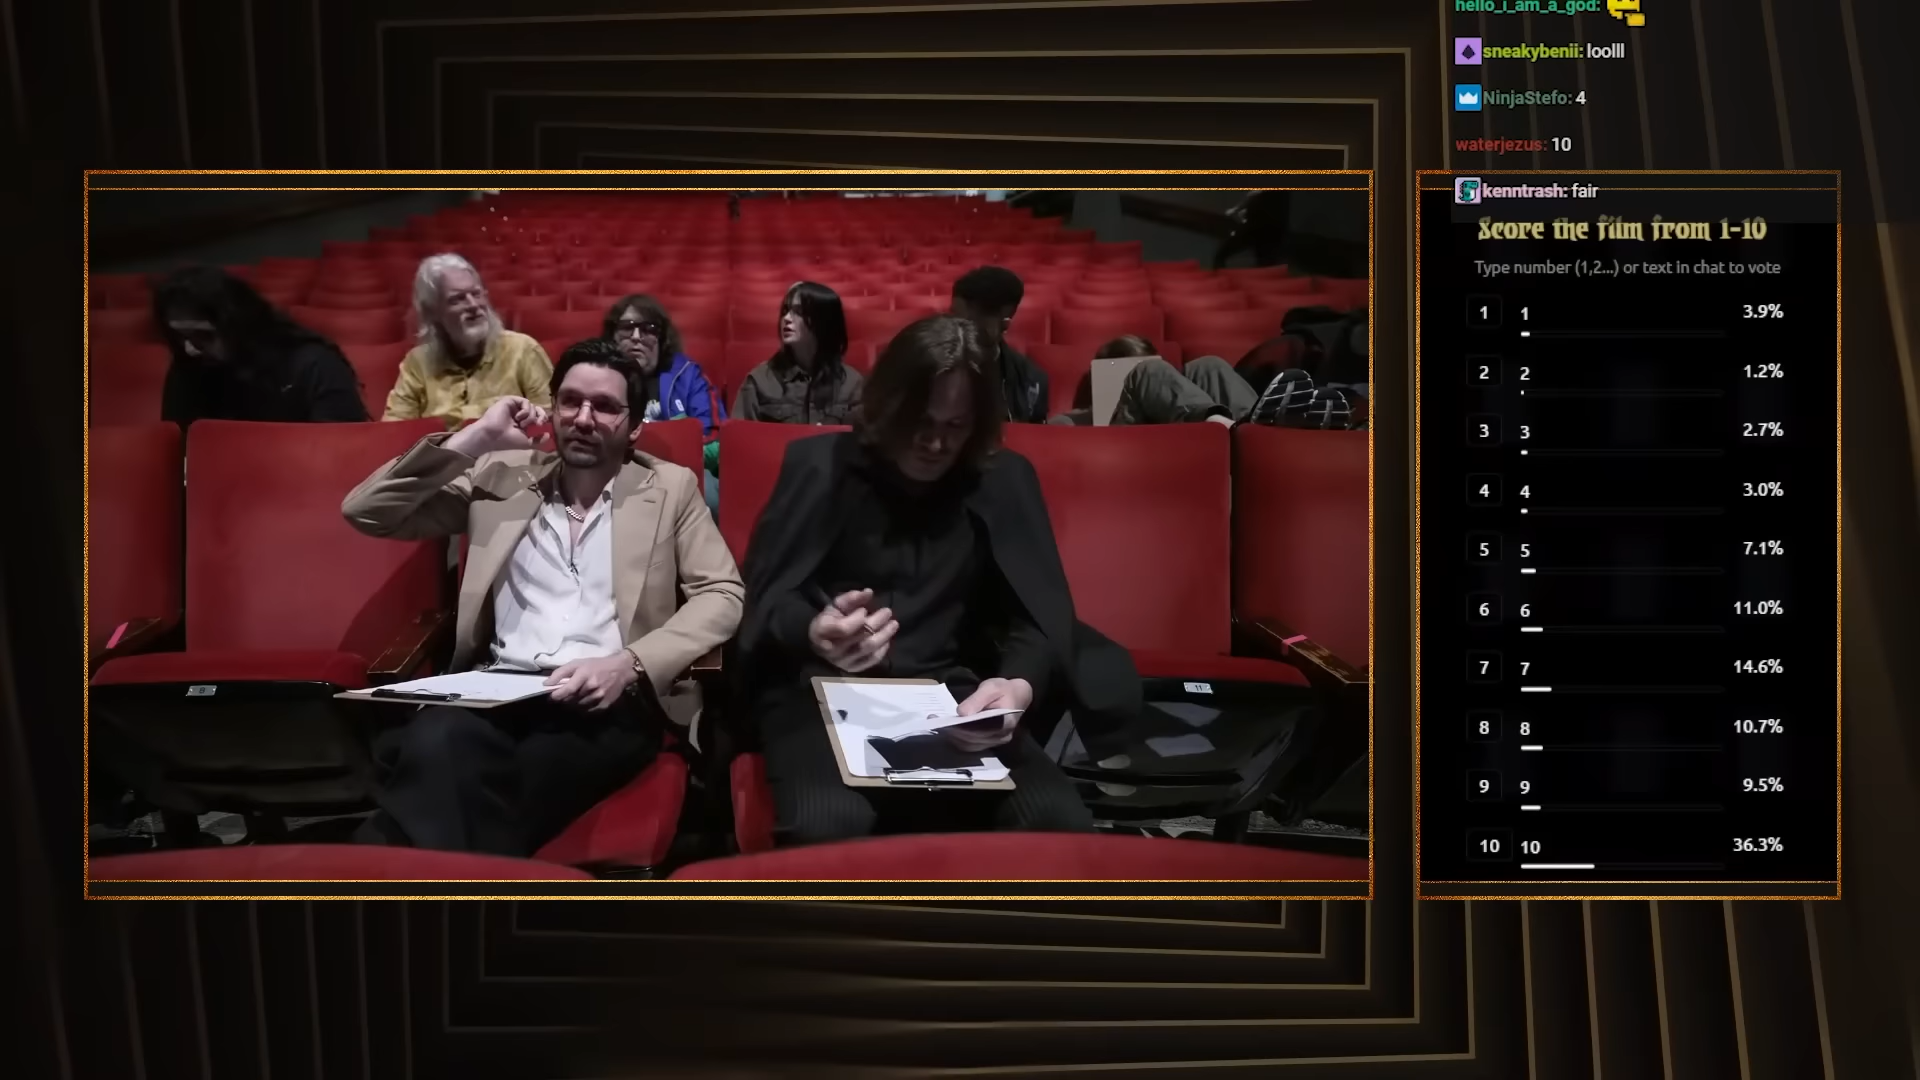 hello_i_am_a_god:
sneakybenii: loolll
NinjaStefo: 4
waterjezus: 10
kenntrash: fair
Score the film from 1-10
Type number (1,2...) or text in chat to vote
1 1 3.9%
2 2 1.2%
3 3 2.7%
4 4 3.0%
5 5 7.1%
6 6 11.0%
7 7 14.6%
8 8 10.7%
9 9 9.5%
10 10 36.3%